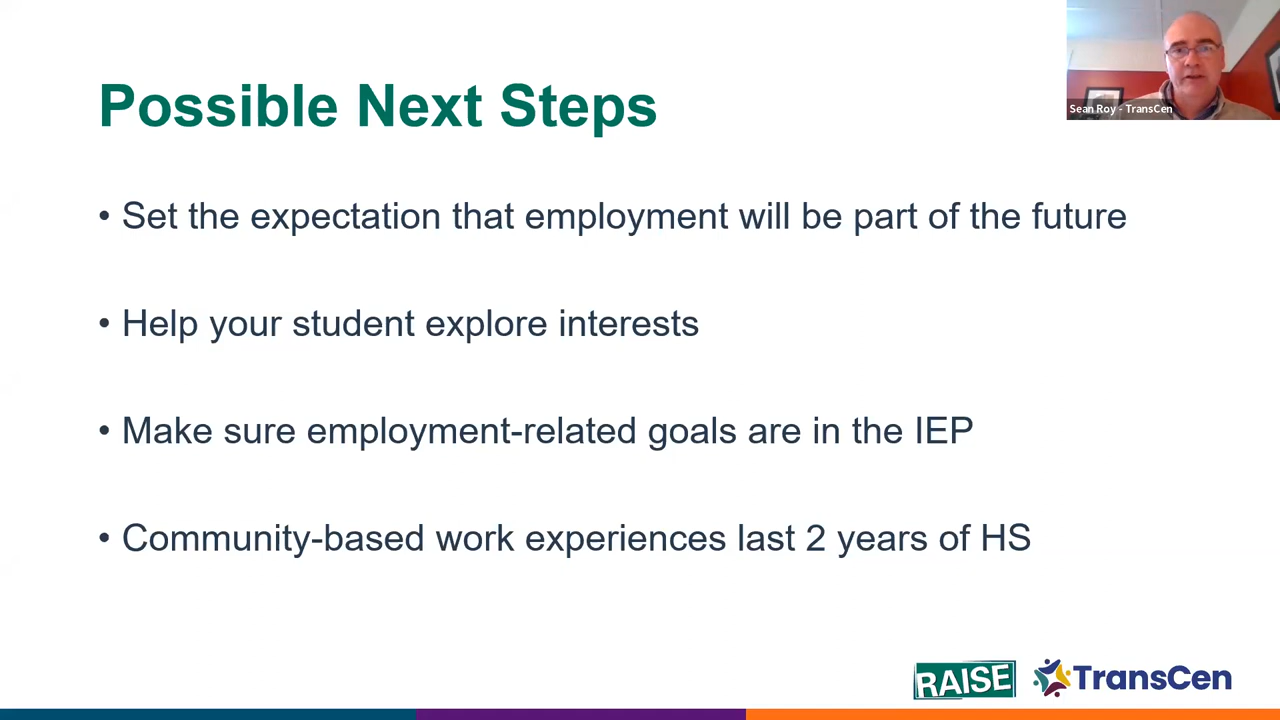 Possible Next Steps
Sean Roy - TransCen
• Set the expectation that employment will be part of the future
• Help your student explore interests
• Make sure employment-related goals are in the IEP
• Community-based work experiences last 2 years of HS
RAISE
TransCen